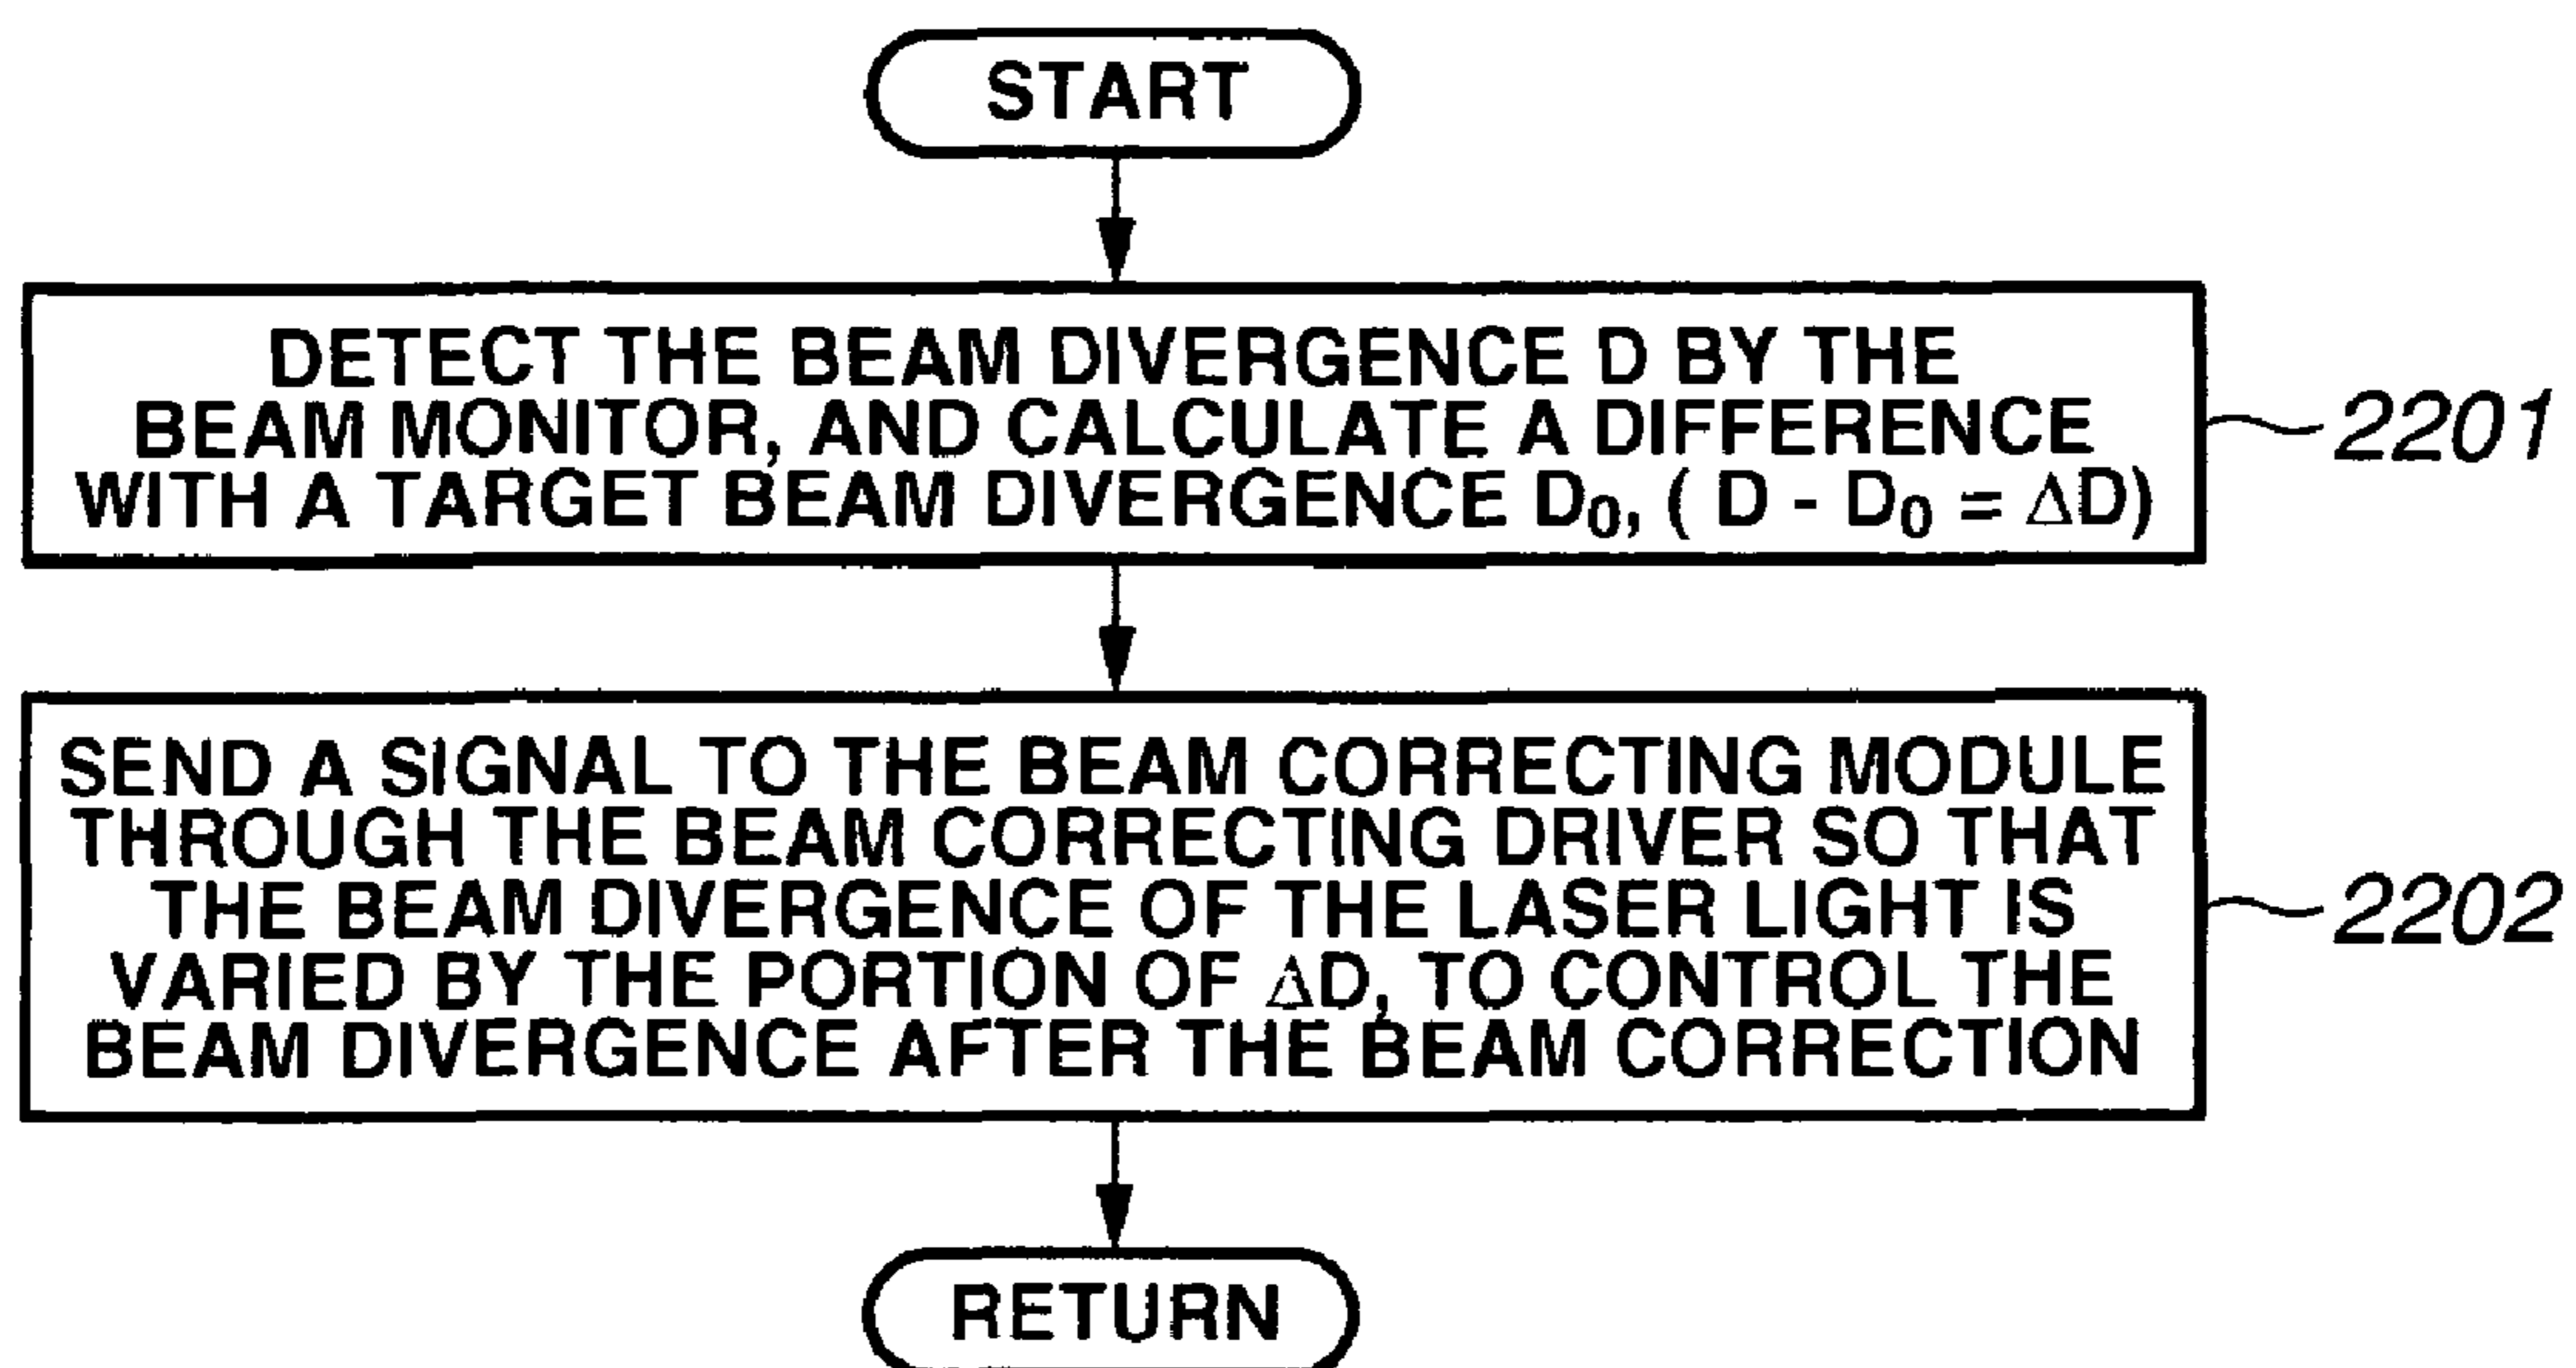 START
DETECT THE BEAM DIVERGENCE D BY THE
BEAM MONITOR, AND CALCULATE A DIFFERENCE
WITH A TARGET BEAM DIVERGENCE D₀, ( D - D₀ = ΔD)
2201
SEND A SIGNAL TO THE BEAM CORRECTING MODULE
THROUGH THE BEAM CORRECTING DRIVER SO THAT
THE BEAM DIVERGENCE OF THE LASER LIGHT IS
VARIED BY THE PORTION OF ΔD, TO CONTROL THE
BEAM DIVERGENCE AFTER THE BEAM CORRECTION
2202
RETURN